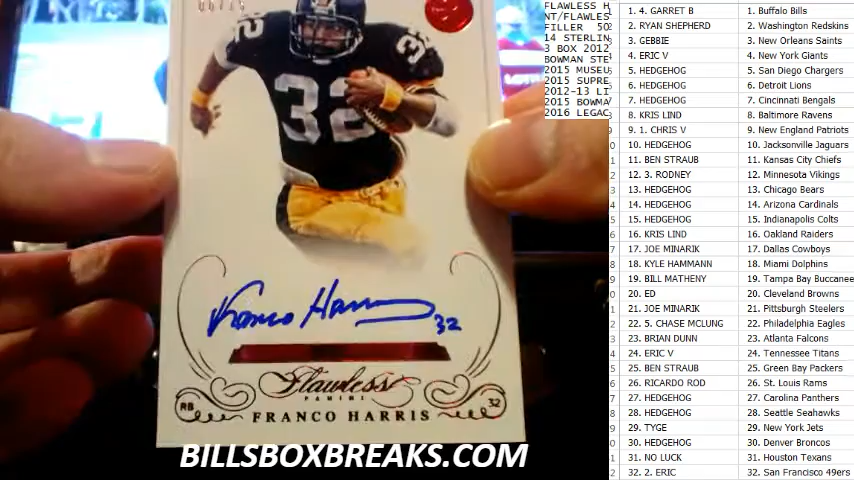 32
32
32
Franco Harris 32
Flawless
PANINI
RB
32
FRANCO HARRIS
BILLSBOXBREAKS.COM
FLAWLESS H
NT/FLAWLES
FILLER 50
14 STERLIN
3 BOX 2012
BOWMAN STE
2015 MUSEU
2015 SUPRE
2012-13 LI
2015 BOWMA
2016 LEGAC
1. 4. GARRET B 1. Buffalo Bills
2. RYAN SHEPHERD 2. Washington Redskins
3. GEBBIE 3. New Orleans Saints
4. ERIC V 4. New York Giants
5. HEDGEHOG 5. San Diego Chargers
6. HEDGEHOG 6. Detroit Lions
7. HEDGEHOG 7. Cincinnati Bengals
8. KRIS LIND 8. Baltimore Ravens
9. 1. CHRIS V 9. New England Patriots
10. HEDGEHOG 10. Jacksonville Jaguars
11. BEN STRAUB 11. Kansas City Chiefs
12. 3. RODNEY 12. Minnesota Vikings
13. HEDGEHOG 13. Chicago Bears
14. HEDGEHOG 14. Arizona Cardinals
15. HEDGEHOG 15. Indianapolis Colts
16. KRIS LIND 16. Oakland Raiders
17. JOE MINARIK 17. Dallas Cowboys
18. KYLE HAMMANN 18. Miami Dolphins
19. BILL MATHENY 19. Tampa Bay Buccanee
20. ED 20. Cleveland Browns
21. JOE MINARIK 21. Pittsburgh Steelers
22. 5. CHASE MCLUNG 22. Philadelphia Eagles
23. BRIAN DUNN 23. Atlanta Falcons
24. ERIC V 24. Tennessee Titans
25. BEN STRAUB 25. Green Bay Packers
26. RICARDO ROD 26. St. Louis Rams
27. HEDGEHOG 27. Carolina Panthers
28. HEDGEHOG 28. Seattle Seahawks
29. TYGE 29. New York Jets
30. HEDGEHOG 30. Denver Broncos
31. NO LUCK 31. Houston Texans
32. 2. ERIC 32. San Francisco 49ers